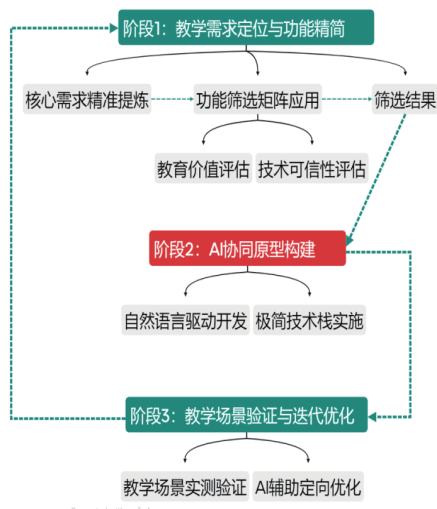 阶段1：教学需求定位与功能精简
核心需求精准提炼
功能筛选矩阵应用
筛选结果
教育价值评估
技术可信性评估
阶段2：AI协同原型构建
自然语言驱动开发
极简技术栈实施
阶段3：教学场景验证与迭代优化
教学场景实测验证
AI辅助定向优化